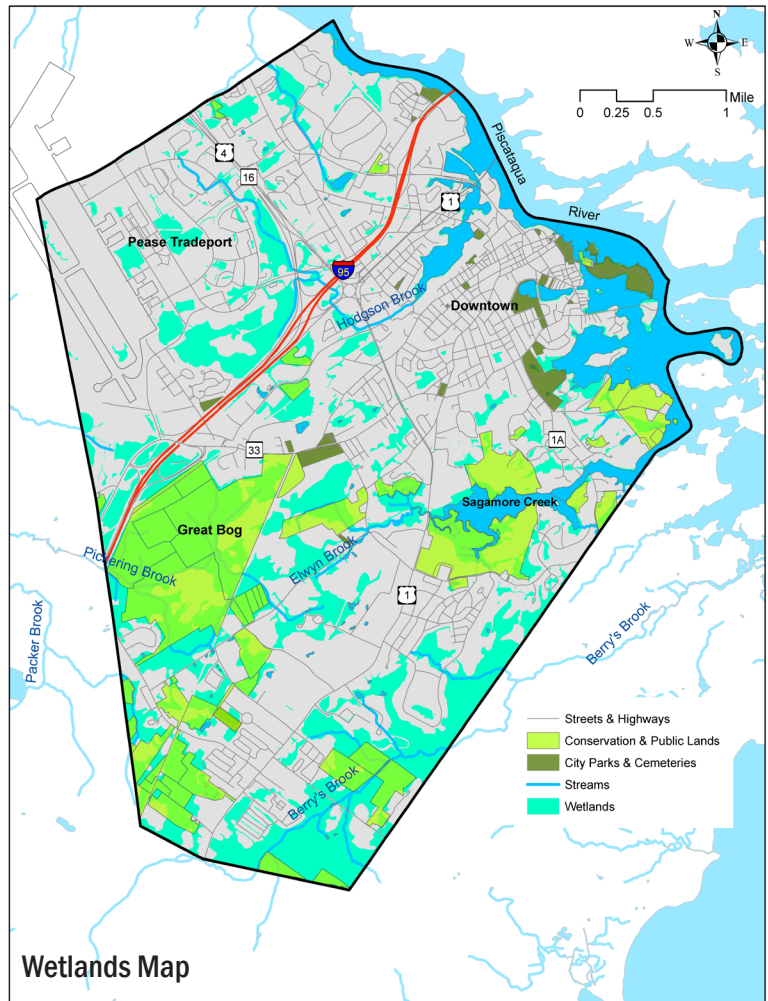 N
W E
S
Mile
0 0.25 0.5 1
Piscataqua
River
4
16
1
Pease Tradeport
95
Hodgson Brook
Downtown
33
1A
Great Bog
Sagamore Creek
Pickering Brook
Elwyn Brook
1
Packer Brook
Berry's Brook
Berry's Brook
Streets & Highways
Conservation & Public Lands
City Parks & Cemeteries
Streams
Wetlands
Wetlands Map